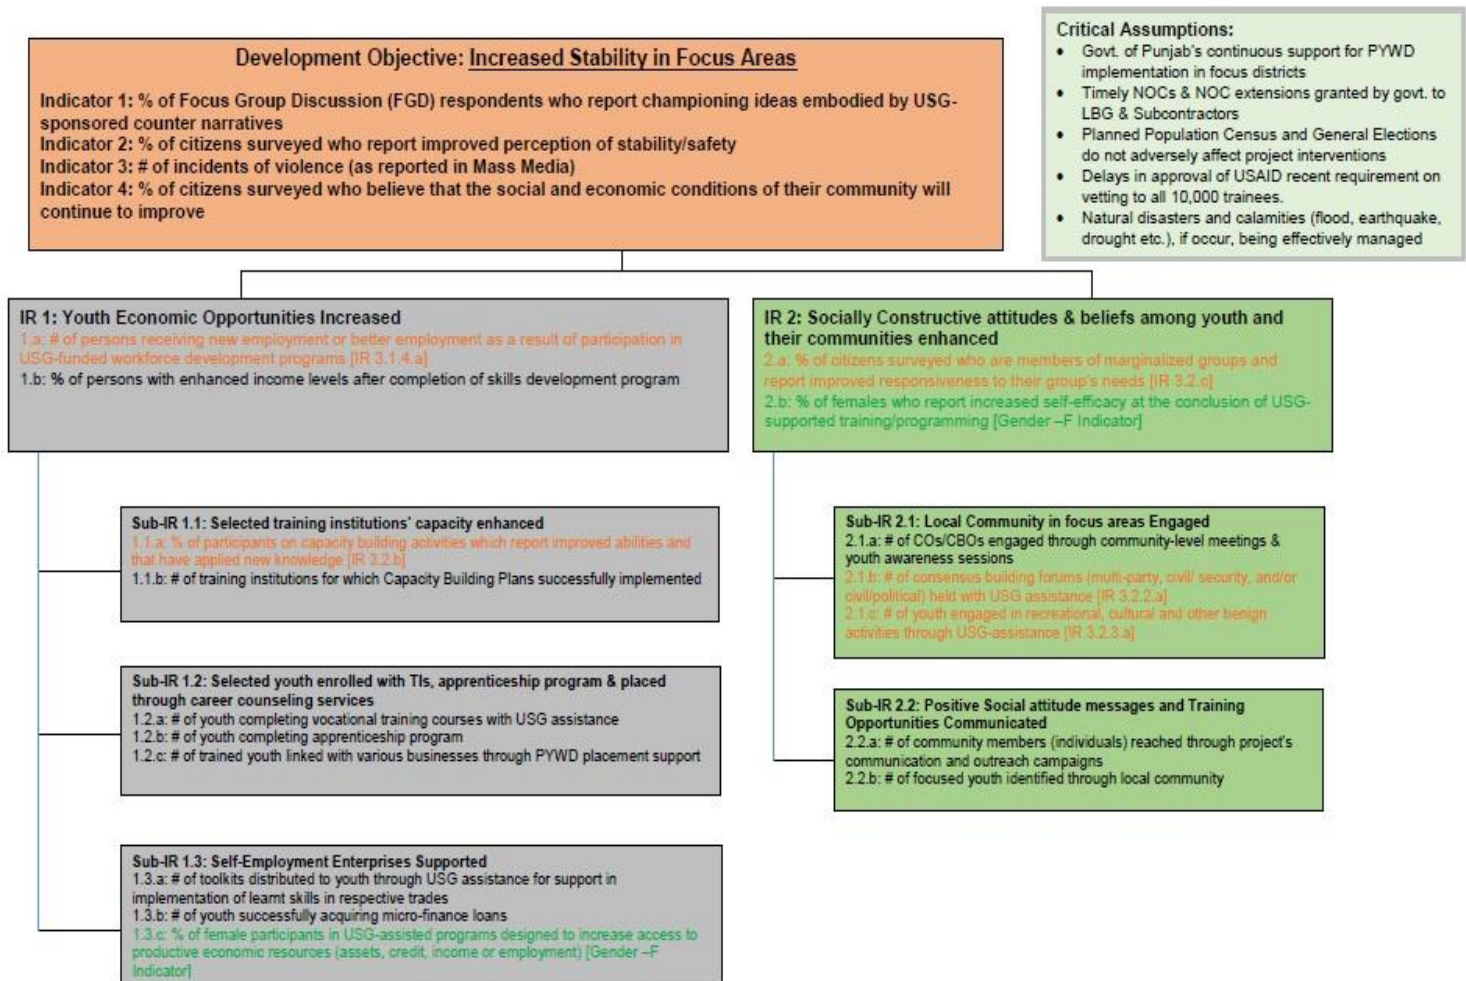 Development Objective: Increased Stability in Focus Areas
Indicator 1: % of Focus Group Discussion (FGD) respondents who report championing ideas embodied by USG-
sponsored counter narratives
Indicator 2: % of citizens surveyed who report improved perception of stability/safety
Indicator 3: # of incidents of violence (as reported in Mass Media)
Indicator 4: % of citizens surveyed who believe that the social and economic conditions of their community will
continue to improve
Critical Assumptions:
• Govt. of Punjab's continuous support for PYWD
implementation in focus districts
• Timely NOCs & NOC extensions granted by govt. to
LBG & Subcontractors
• Planned Population Census and General Elections
do not adversely affect project interventions
• Delays in approval of USAID recent requirement on
vetting to all 10,000 trainees.
• Natural disasters and calamities (flood, earthquake,
drought etc.), if occur, being effectively managed
IR 1: Youth Economic Opportunities Increased
1.a: # of persons receiving new employment or better employment as a result of participation in
USG-funded workforce development programs [IR 3.1.4.a]
1.b: % of persons with enhanced income levels after completion of skills development program
IR 2: Socially Constructive attitudes & beliefs among youth and
their communities enhanced
2.a: % of citizens surveyed who are members of marginalized groups and
report improved responsiveness to their group's needs [IR 3.2.c]
2.b: % of females who report increased self-efficacy at the conclusion of USG-
supported training/programming [Gender –F Indicator]
Sub-IR 1.1: Selected training institutions' capacity enhanced
1.1.a: % of participants on capacity building activities which report improved abilities and
that have applied new knowledge [IR 3.2.b]
1.1.b: # of training institutions for which Capacity Building Plans successfully implemented
Sub-IR 1.2: Selected youth enrolled with TIs, apprenticeship program & placed
through career counseling services
1.2.a: # of youth completing vocational training courses with USG assistance
1.2.b: # of youth completing apprenticeship program
1.2.c: # of trained youth linked with various businesses through PYWD placement support
Sub-IR 1.3: Self-Employment Enterprises Supported
1.3.a: # of toolkits distributed to youth through USG assistance for support in
implementation of learnt skills in respective trades
1.3.b: # of youth successfully acquiring micro-finance loans
1.3.c: % of female participants in USG-assisted programs designed to increase access to
productive economic resources (assets, credit, income or employment) [Gender –F
Indicator]
Sub-IR 2.1: Local Community in focus areas Engaged
2.1.a: # of COs/CBOs engaged through community-level meetings &
youth awareness sessions
2.1.b: # of consensus building forums (multi-party, civil/ security, and/or
civil/political) held with USG assistance [IR 3.2.2.a]
2.1.c: # of youth engaged in recreational, cultural and other benign
activities through USG-assistance [IR 3.2.3.a]
Sub-IR 2.2: Positive Social attitude messages and Training
Opportunities Communicated
2.2.a: # of community members (individuals) reached through project's
communication and outreach campaigns
2.2.b: # of focused youth identified through local community